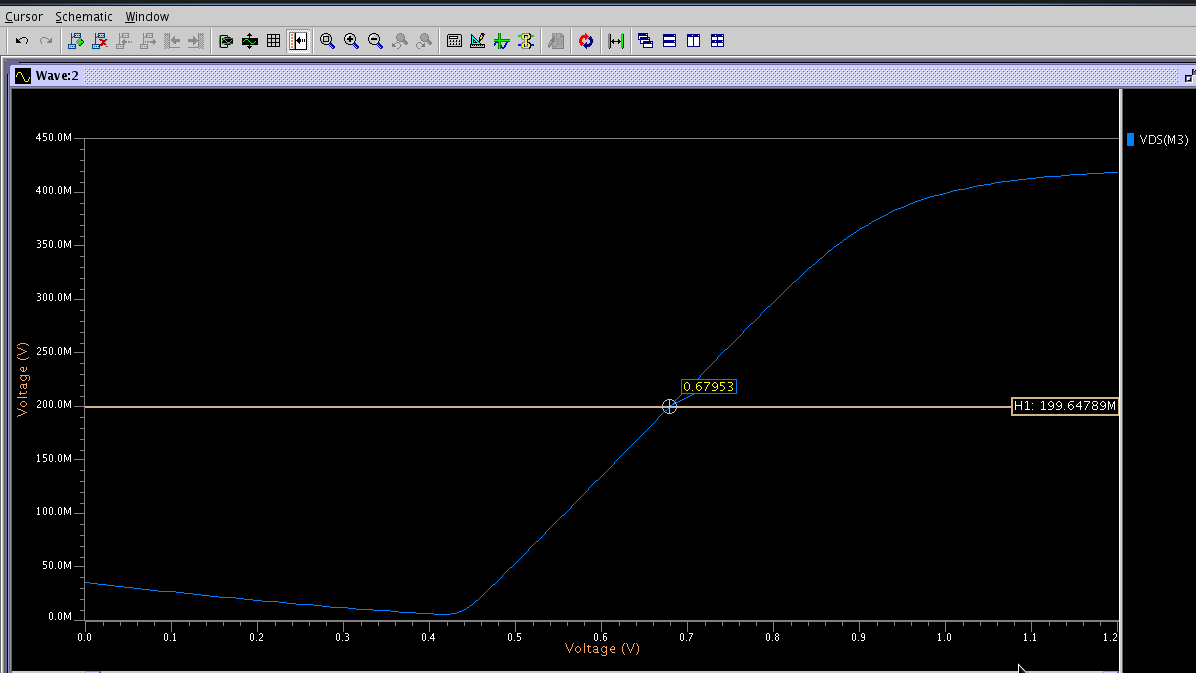 Cursor Schematic Window
Wave:2
450.0M
VDS(M3)
400.0M
350.0M
300.0M
250.0M
0.67953
200.0M
H1: 199.64789M
150.0M
100.0M
50.0M
0.0M
Voltage (V)
0.0 0.1 0.2 0.3 0.4 0.5 0.6 0.7 0.8 0.9 1.0 1.1 1.2
Voltage (V)